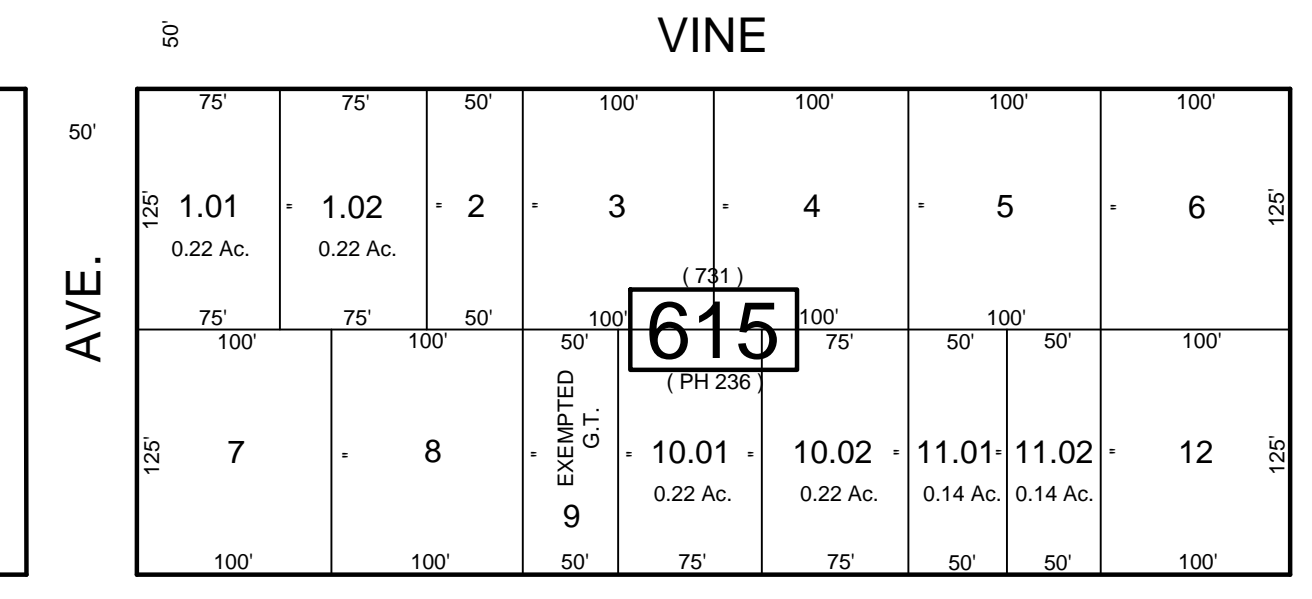 50'
VINE
50'
AVE.
75' 75' 50' 100' 100' 100' 100'
125' 1.01 = 1.02 = 2 = 3 = 4 = 5 = 6 125'
0.22 Ac. 0.22 Ac.
( 731 )
75' 75' 50' 100' 100' 100'
615
100' 100' 50' 75' 50' 50' 100'
( PH 236 )
EXEMPTED
G.T.
125' 7 = 8 = = 10.01 = 10.02 = 11.01 = 11.02 = 12 125'
0.22 Ac. 0.22 Ac. 0.14 Ac. 0.14 Ac.
9
100' 100' 50' 75' 75' 50' 50' 100'